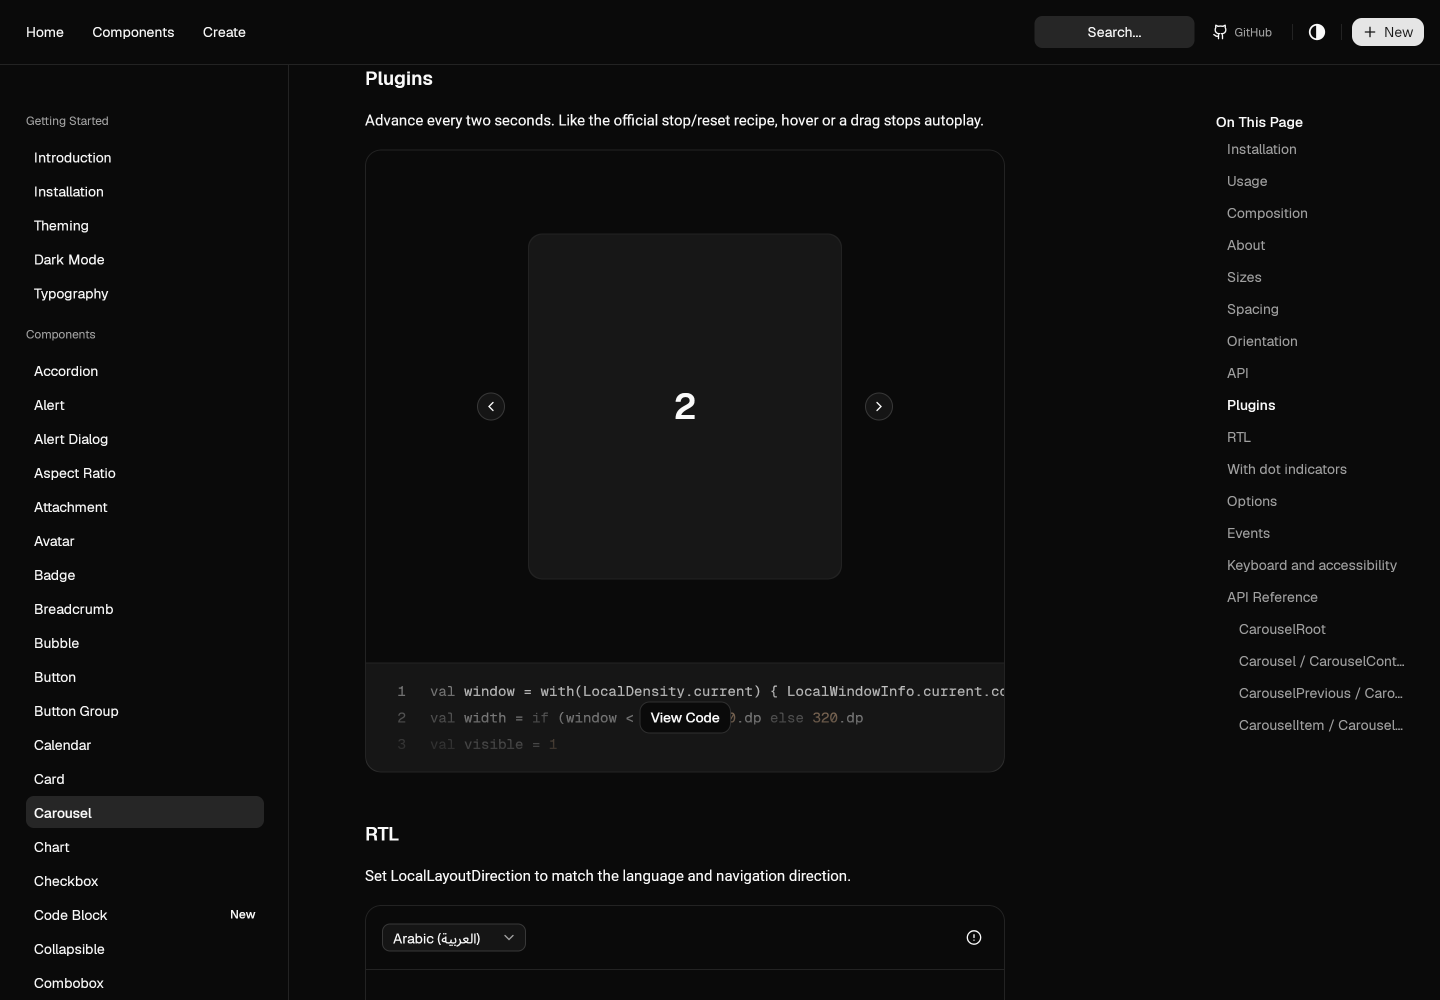 Home
Components
Create
Search...
GitHub
New
Getting Started
Introduction
Installation
Theming
Dark Mode
Typography
Components
Accordion
Alert
Alert Dialog
Aspect Ratio
Attachment
Avatar
Badge
Breadcrumb
Bubble
Button
Button Group
Calendar
Card
Carousel
Chart
Checkbox
Code Block
New
Collapsible
Combobox
Plugins
Advance every two seconds. Like the official stop/reset recipe, hover or a drag stops autoplay.
2
1 val window = with(LocalDensity.current) { LocalWindowInfo.current.co
2 val width = if (window < 
View Code
.dp else 320.dp
3 val visible = 1
RTL
Set LocalLayoutDirection to match the language and navigation direction.
Arabic (العربية)
On This Page
Installation
Usage
Composition
About
Sizes
Spacing
Orientation
API
Plugins
RTL
With dot indicators
Options
Events
Keyboard and accessibility
API Reference
CarouselRoot
Carousel / CarouselCont...
CarouselPrevious / Caro...
CarouselItem / Carousel...